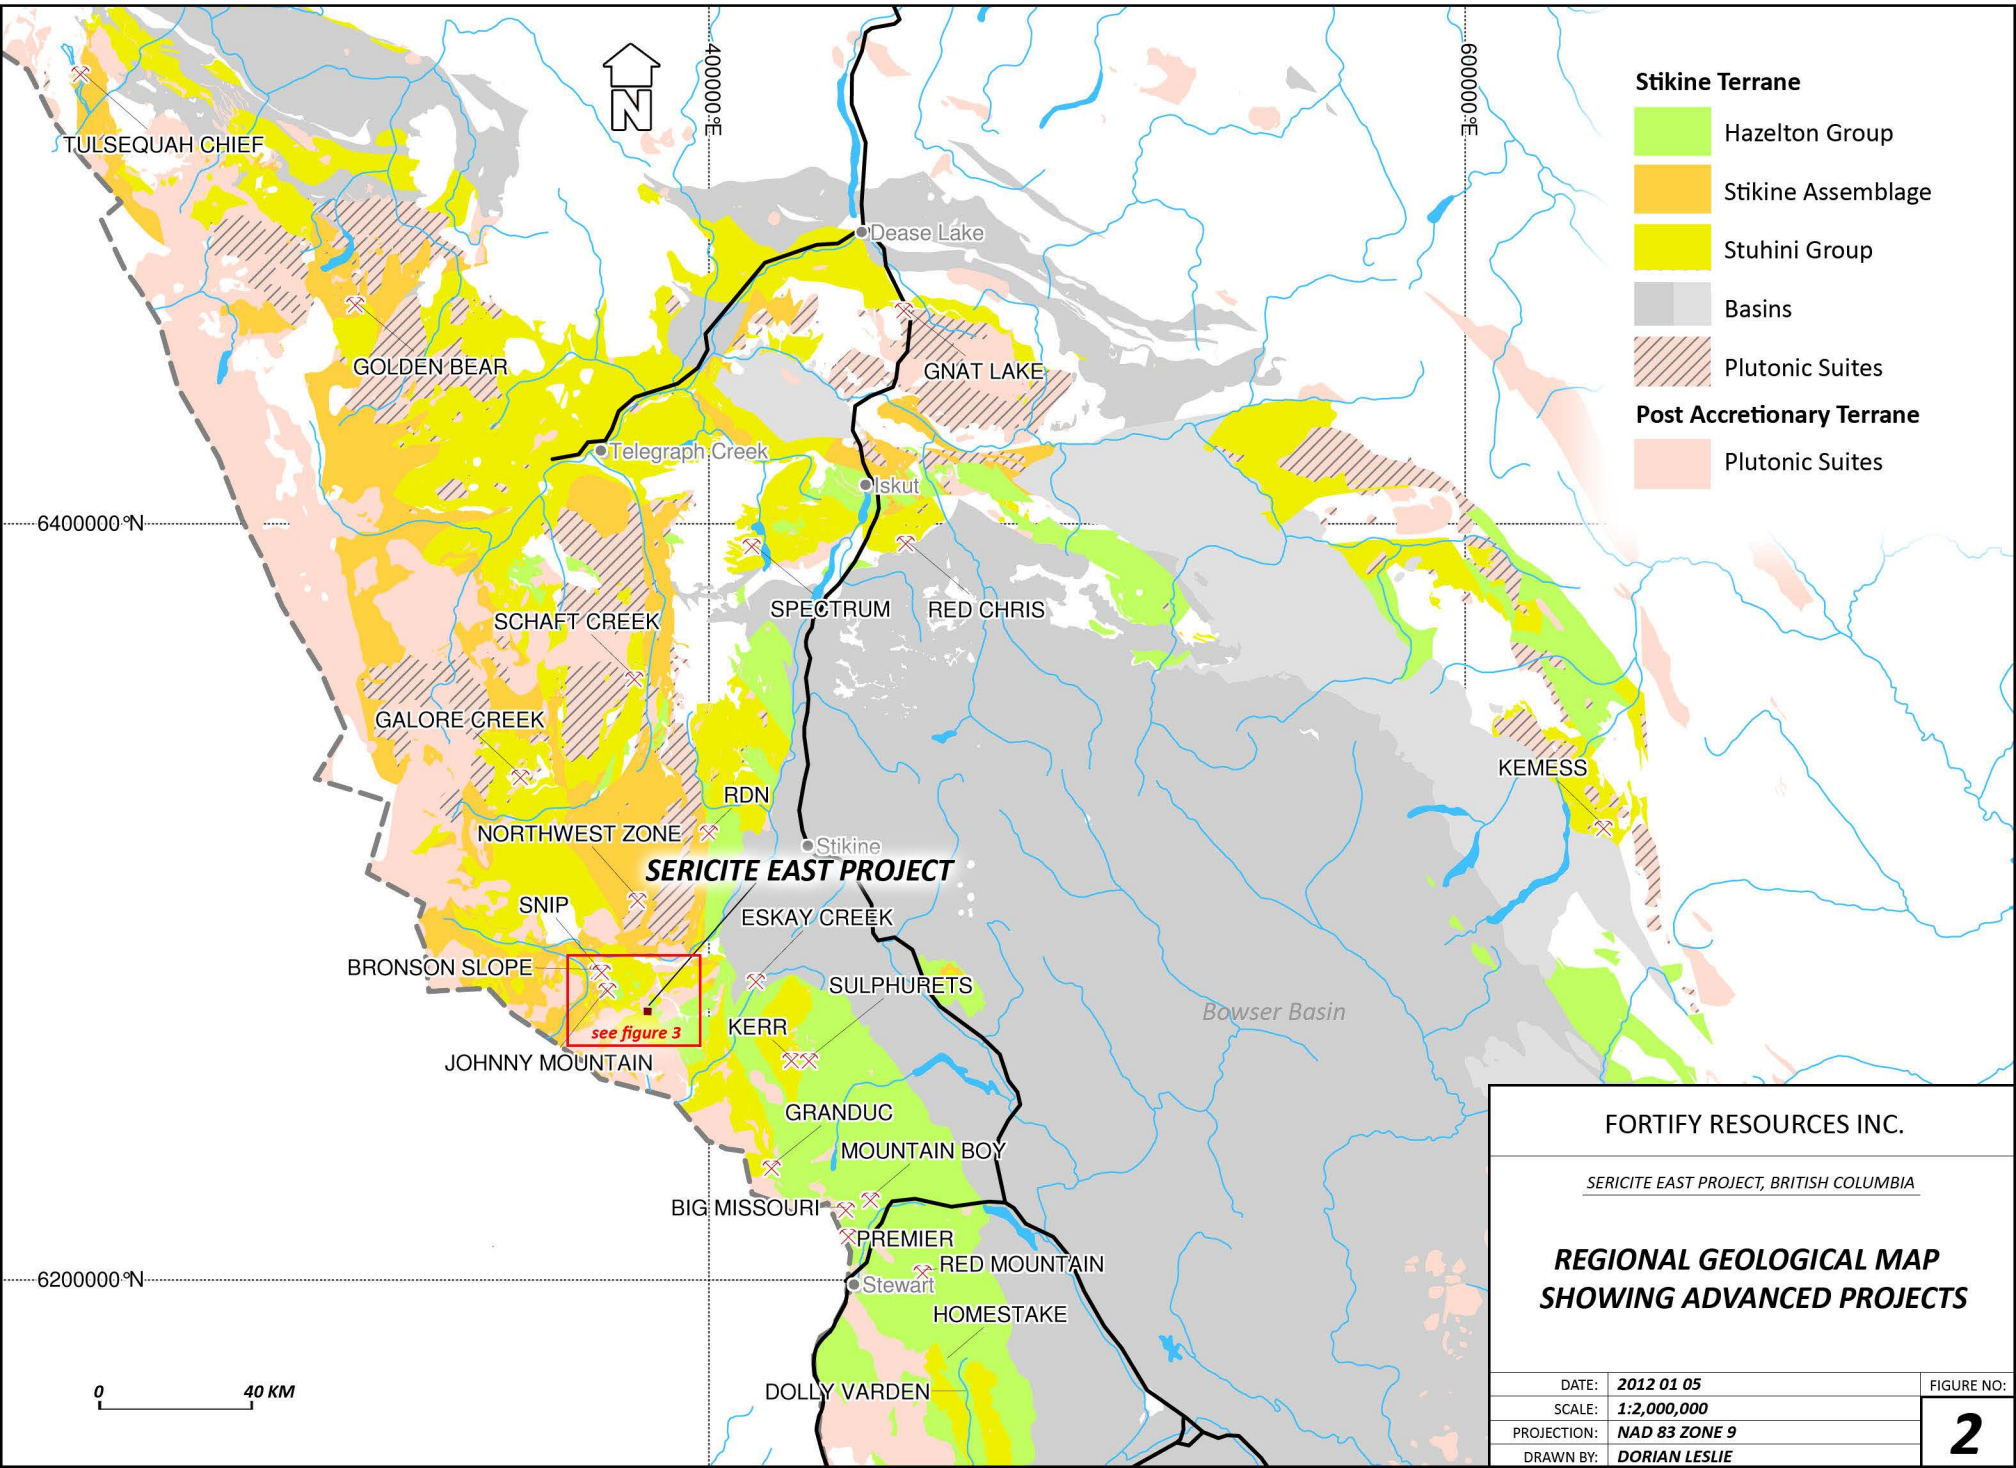 400000°E
600000°E
N
Stikine Terrane
Hazelton Group
Stikine Assemblage
Stuhini Group
Basins
Plutonic Suites
Post Accretionary Terrane
Plutonic Suites
TULSEQUAH CHIEF
Dease Lake
GOLDEN BEAR
GNAT LAKE
Telegraph Creek
Iskut
6400000°N
SPECTRUM
RED CHRIS
SCHAFT CREEK
GALORE CREEK
KEMESS
RDN
NORTHWEST ZONE
Stikine
SERICITE EAST PROJECT
SNIP
ESKAY CREEK
BRONSON SLOPE
SULPHURETS
Bowser Basin
KERR
see figure 3
JOHNNY MOUNTAIN
GRANDUC
MOUNTAIN BOY
BIG MISSOURI
PREMIER
RED MOUNTAIN
6200000°N
Stewart
HOMESTAKE
DOLLY VARDEN
0 40 KM
FORTIFY RESOURCES INC.
SERICITE EAST PROJECT, BRITISH COLUMBIA
REGIONAL GEOLOGICAL MAP
SHOWING ADVANCED PROJECTS
DATE: 2012 01 05
SCALE: 1:2,000,000
PROJECTION: NAD 83 ZONE 9
DRAWN BY: DORIAN LESLIE
FIGURE NO:
2